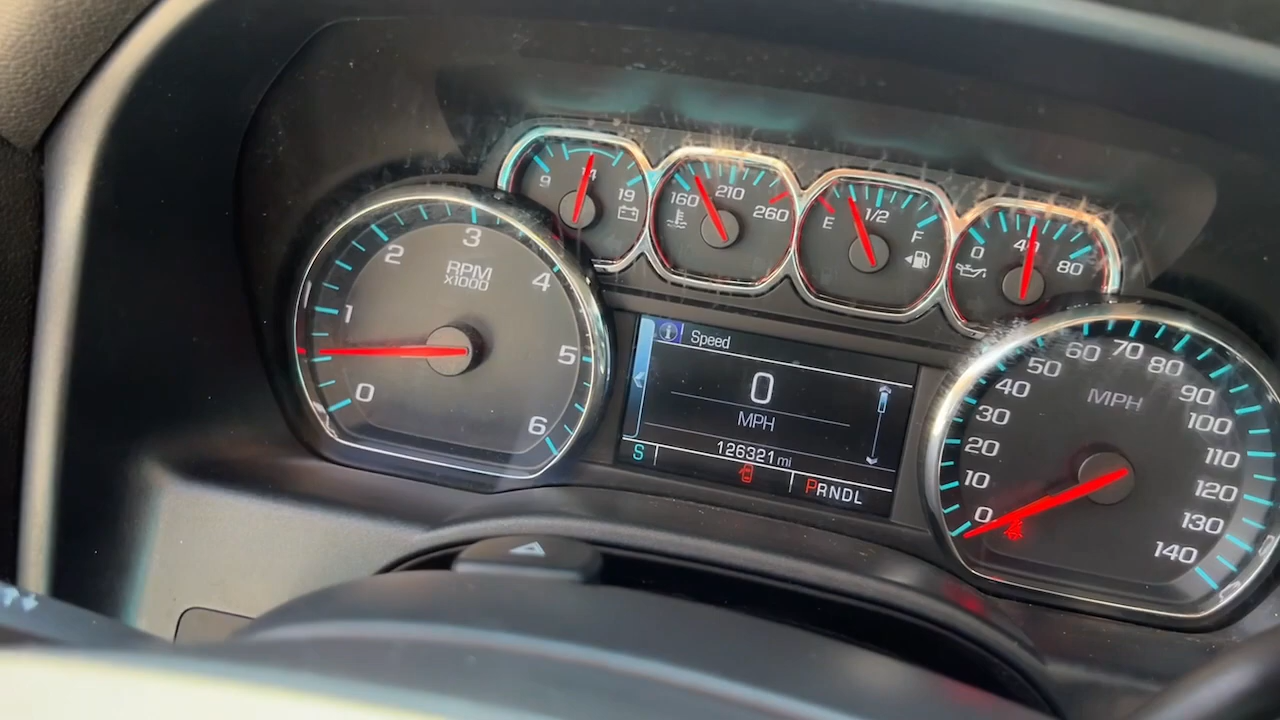 9 14 19
160 210 260
E 1/2 F
0 40 80
0 1 2 3 4 5 6
RPM
x1000
Speed
0
MPH
126321 mi
S
PRNDL
0 10 20 30 40 50 60 70 80 90 100 110 120 130 140
MPH